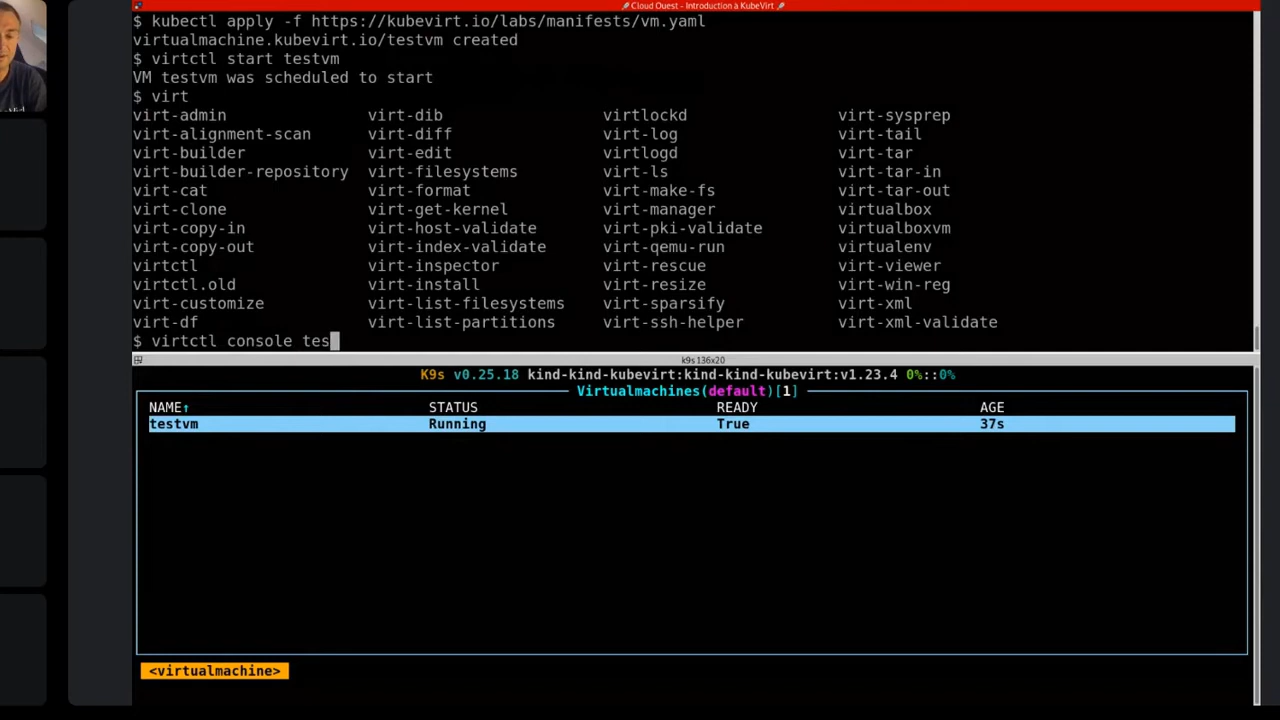 Cloud Ouest - Introduction à KubeVirt
$ kubectl apply -f https://kubevirt.io/labs/manifests/vm.yaml
virtualmachine.kubevirt.io/testvm created
$ virtctl start testvm
VM testvm was scheduled to start
$ virt
virt-admin virt-dib virtlockd virt-sysprep
virt-alignment-scan virt-diff virt-log virt-tail
virt-builder virt-edit virtlogd virt-tar
virt-builder-repository virt-filesystems virt-ls virt-tar-in
virt-cat virt-format virt-make-fs virt-tar-out
virt-clone virt-get-kernel virt-manager virtualbox
virt-copy-in virt-host-validate virt-pki-validate virtualboxvm
virt-copy-out virt-index-validate virt-qemu-run virtualenv
virtctl virt-inspector virt-rescue virt-viewer
virtctl.old virt-install virt-resize virt-win-reg
virt-customize virt-list-filesystems virt-sparsify virt-xml
virt-df virt-list-partitions virt-ssh-helper virt-xml-validate
$ virtctl console tes
k9s 136x20
K9s v0.25.18 kind-kind-kubevirt:kind-kind-kubevirt:v1.23.4 0%::0%
Virtualmachines(default)[1]
NAME↑ STATUS READY AGE
testvm Running True 37s
<virtualmachine>